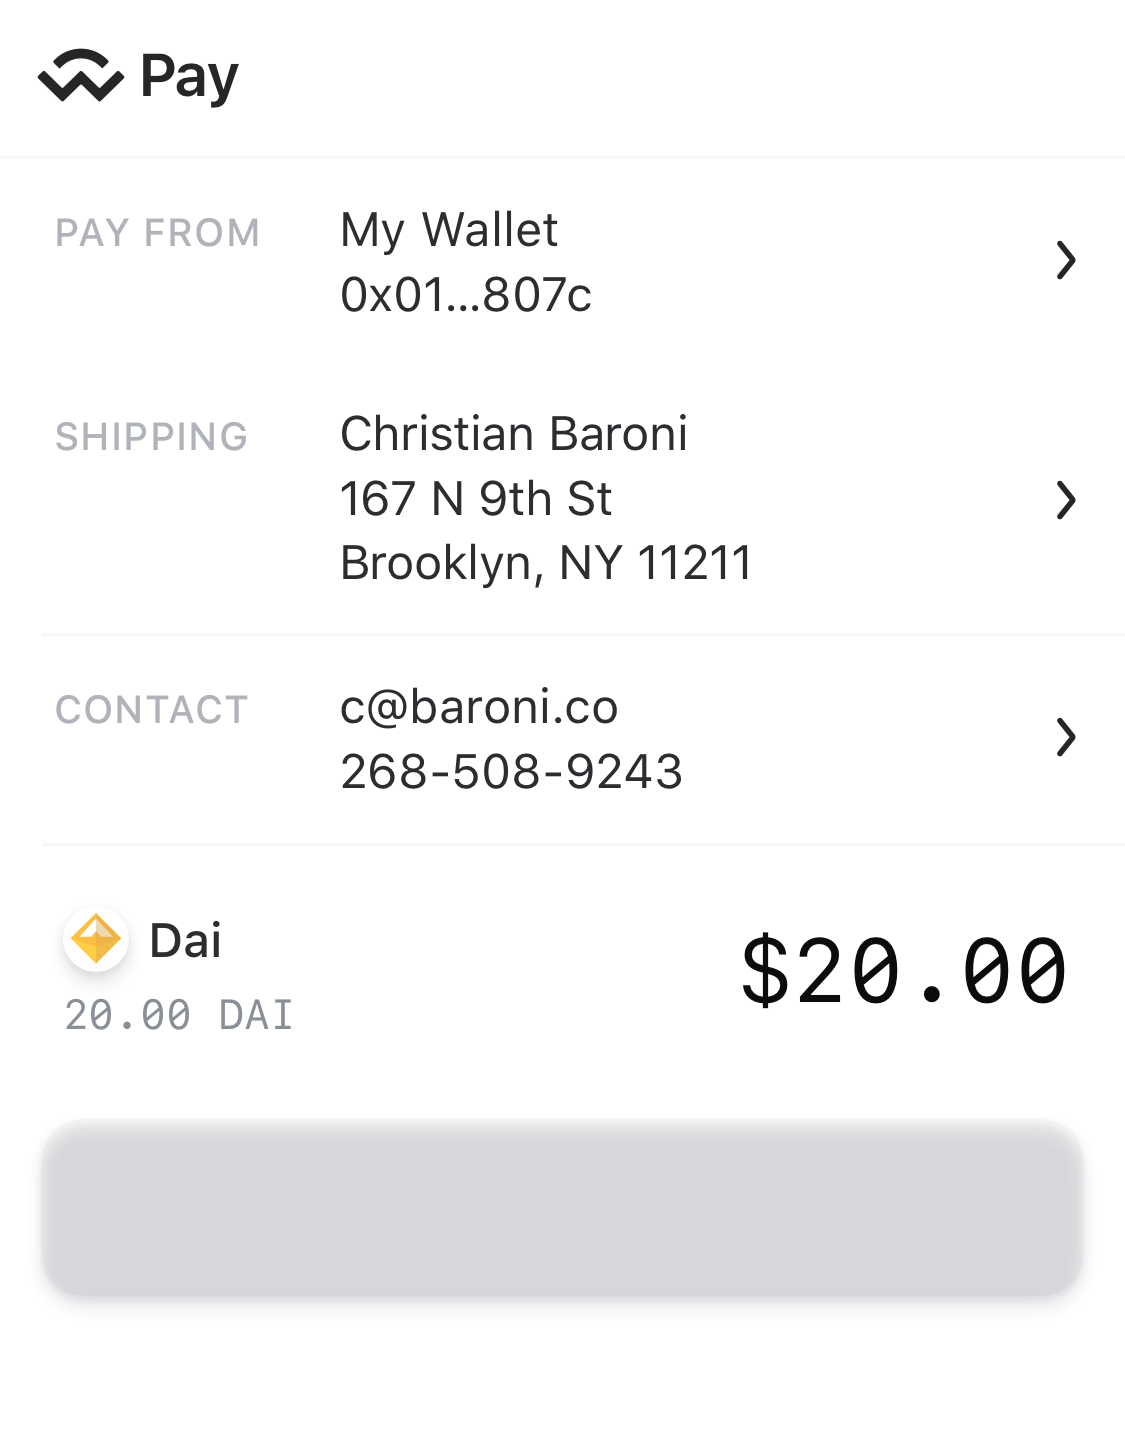 Pay
PAY FROM
My Wallet
0x01...807c
SHIPPING
Christian Baroni
167 N 9th St
Brooklyn, NY 11211
CONTACT
c@baroni.co
268-508-9243
Dai
20.00 DAI
$20.00